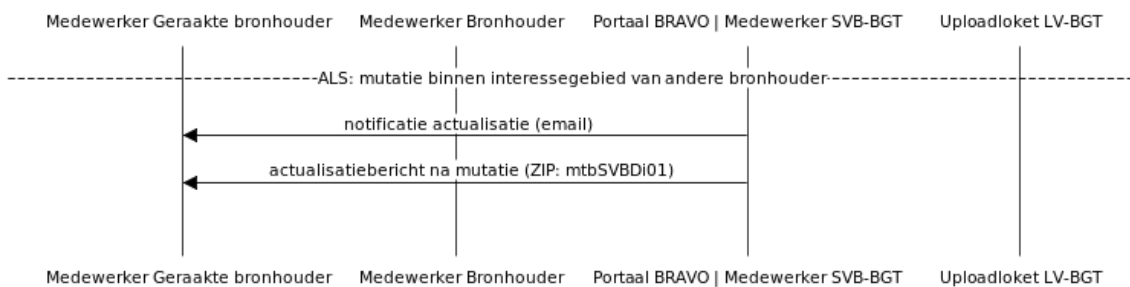 Medewerker Geraakte bronhouder
Medewerker Bronhouder
Portaal BRAVO | Medewerker SVB-BGT
Uploadloket LV-BGT
ALS: mutatie binnen interessegebied van andere bronhouder
notificatie actualisatie (email)
actualisatiebericht na mutatie (ZIP: mtbSVBDi01)
Medewerker Geraakte bronhouder
Medewerker Bronhouder
Portaal BRAVO | Medewerker SVB-BGT
Uploadloket LV-BGT